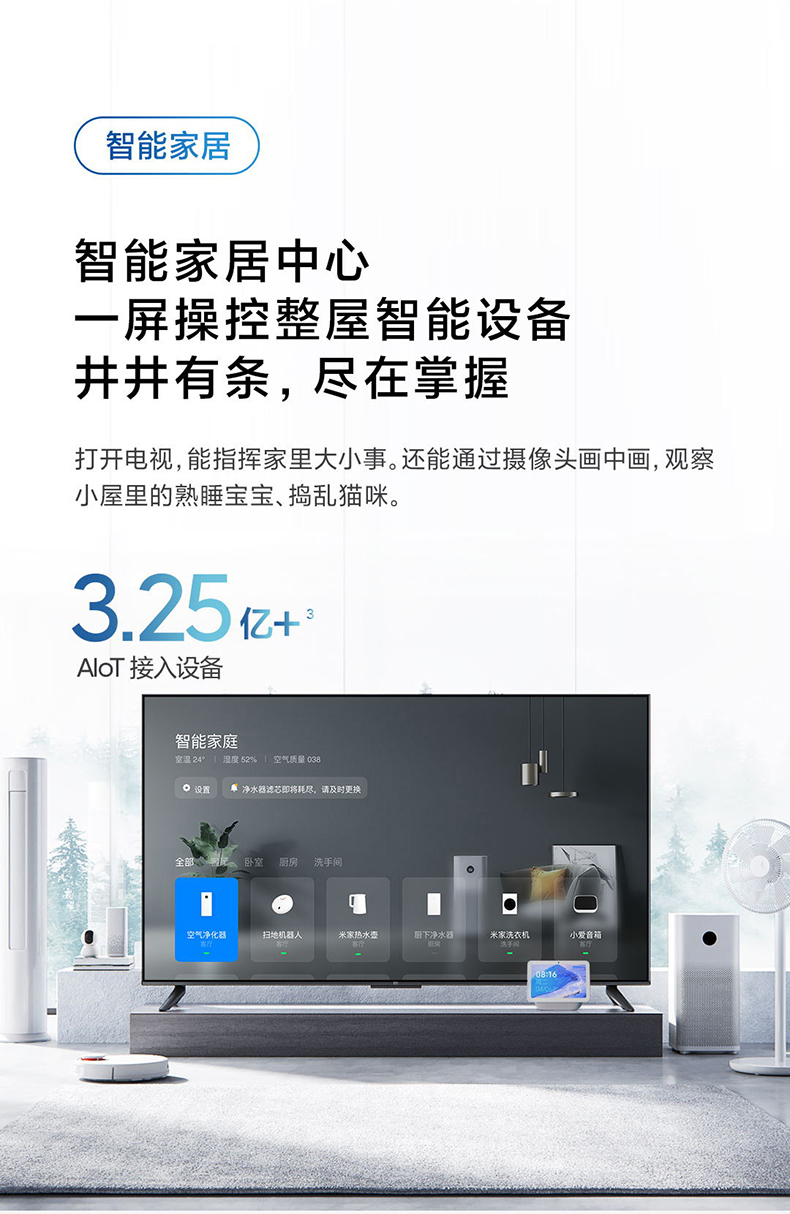 智能家居
智能家居中心
一屏操控整屋智能设备
井井有条，尽在掌握
打开电视，能指挥家里大小事。还能通过摄像头画中画，观察
小屋里的熟睡宝宝、捣乱猫咪。
3.25亿+³
AIoT 接入设备
智能家庭
室温 24° | 湿度 52% | 空气质量 038
设置 净水器滤芯即将耗尽，请及时更换
全部 卧室 厨房 洗手间
空气净化器 扫地机器人 米家热水壶 厨下净水器 米家洗衣机 小爱音箱
客厅 客厅 客厅 厨房 洗手间 客厅
08:16